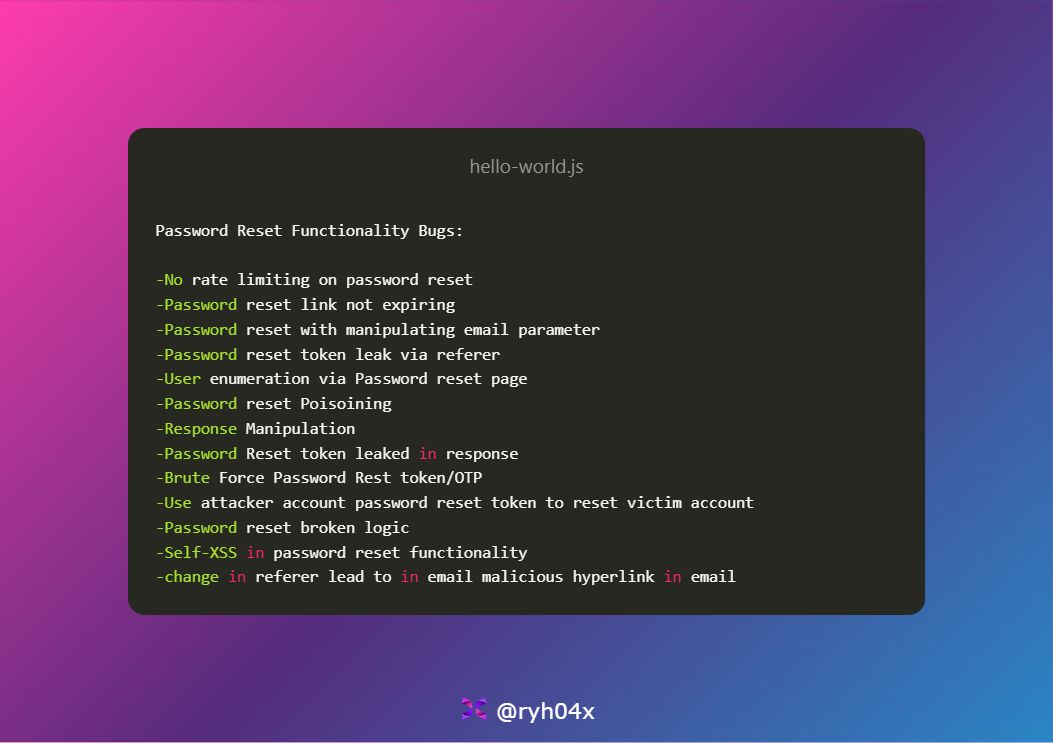 hello-world.js
Password Reset Functionality Bugs:
-No rate limiting on password reset
-Password reset link not expiring
-Password reset with manipulating email parameter
-Password reset token leak via referer
-User enumeration via Password reset page
-Password reset Poisoining
-Response Manipulation
-Password Reset token leaked in response
-Brute Force Password Rest token/OTP
-Use attacker account password reset token to reset victim account
-Password reset broken logic
-Self-XSS in password reset functionality
-change in referer lead to in email malicious hyperlink in email
@ryh04x